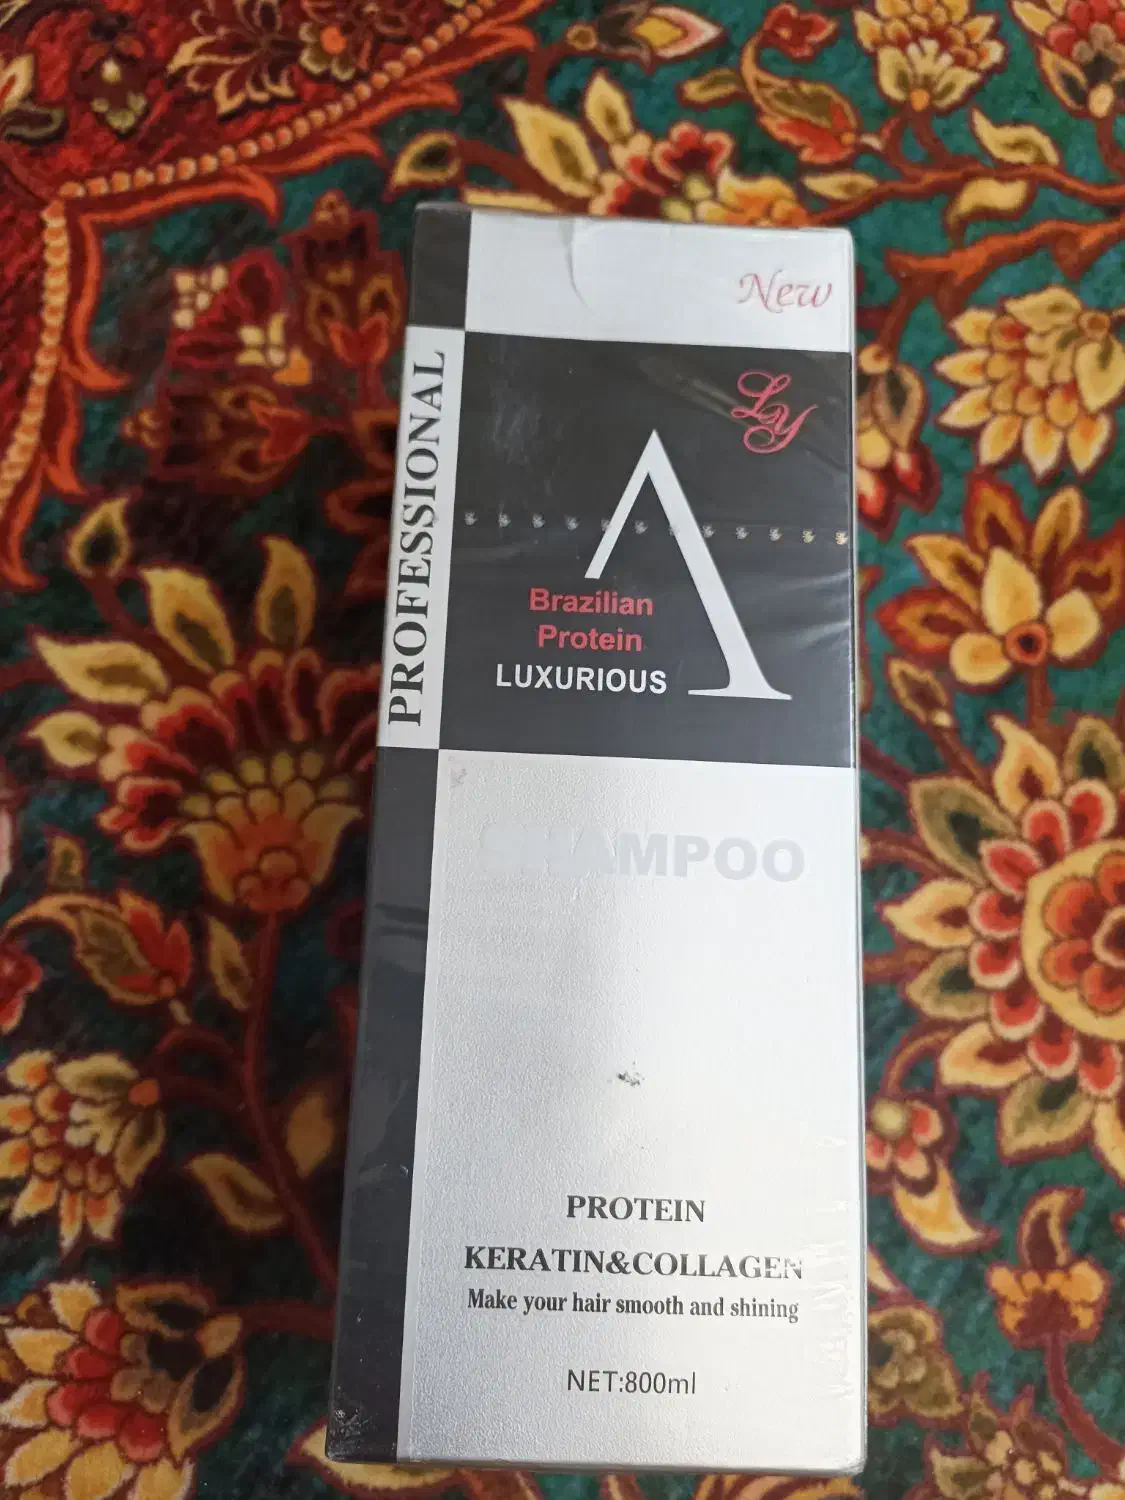 New
LY
PROFESSIONAL
Brazilian
Protein
LUXURIOUS
SHAMPOO
PROTEIN
KERATIN&COLLAGEN
Make your hair smooth and shining
NET:800ml